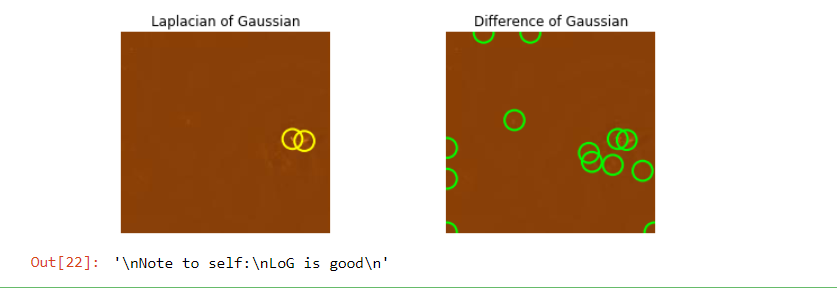 Laplacian of Gaussian
Difference of Gaussian
Out[22]: '\nNote to self:\nLoG is good\n'